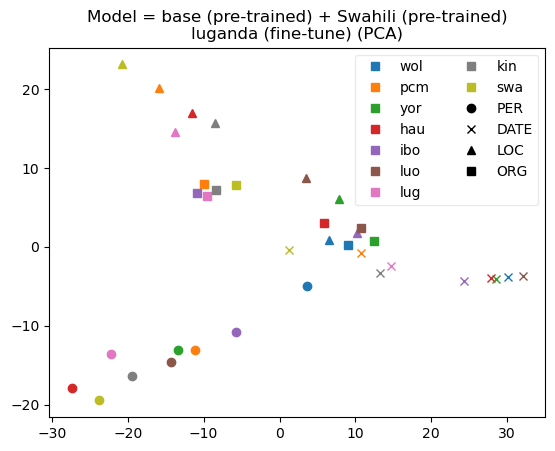 Model = base (pre-trained) + Swahili (pre-trained)
luganda (fine-tune) (PCA)
wol
pcm
yor
hau
ibo
luo
lug
kin
swa
PER
DATE
LOC
ORG
20
10
0
−10
−20
−30
−20
−10
0
10
20
30